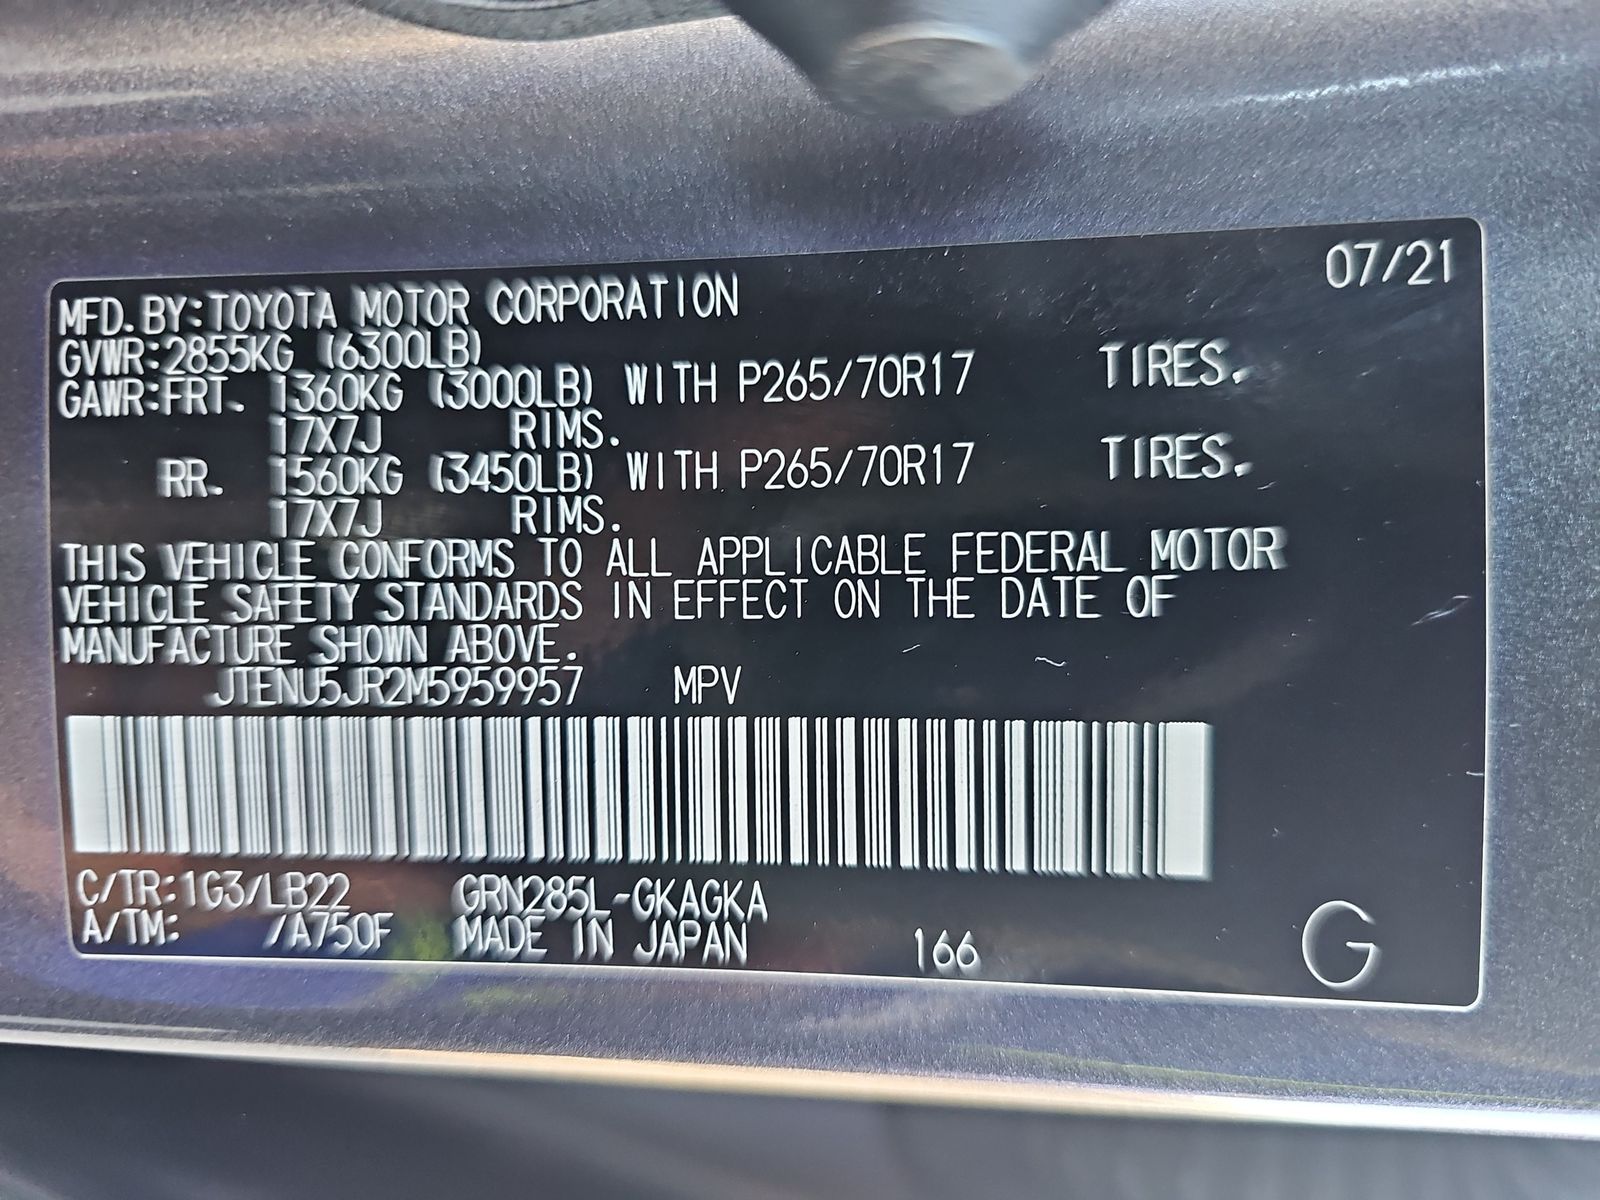 07/21
MFD. BY:TOYOTA MOTOR CORPORATION
GVWR:2855KG (6300LB)
GAWR:FRT. 1360KG (3000LB) WITH P265/70R17 TIRES.
17X7J RIMS.
RR. 1560KG (3450LB) WITH P265/70R17 TIRES.
17X7J RIMS.
THIS VEHICLE CONFORMS TO ALL APPLICABLE FEDERAL MOTOR
VEHICLE SAFETY STANDARDS IN EFFECT ON THE DATE OF
MANUFACTURE SHOWN ABOVE.
JTENU5JR2M5959957 MPV
C/TR:1G3/LB22 GRN285L-GKAGKA
A/TM: /A750F MADE IN JAPAN 166 G